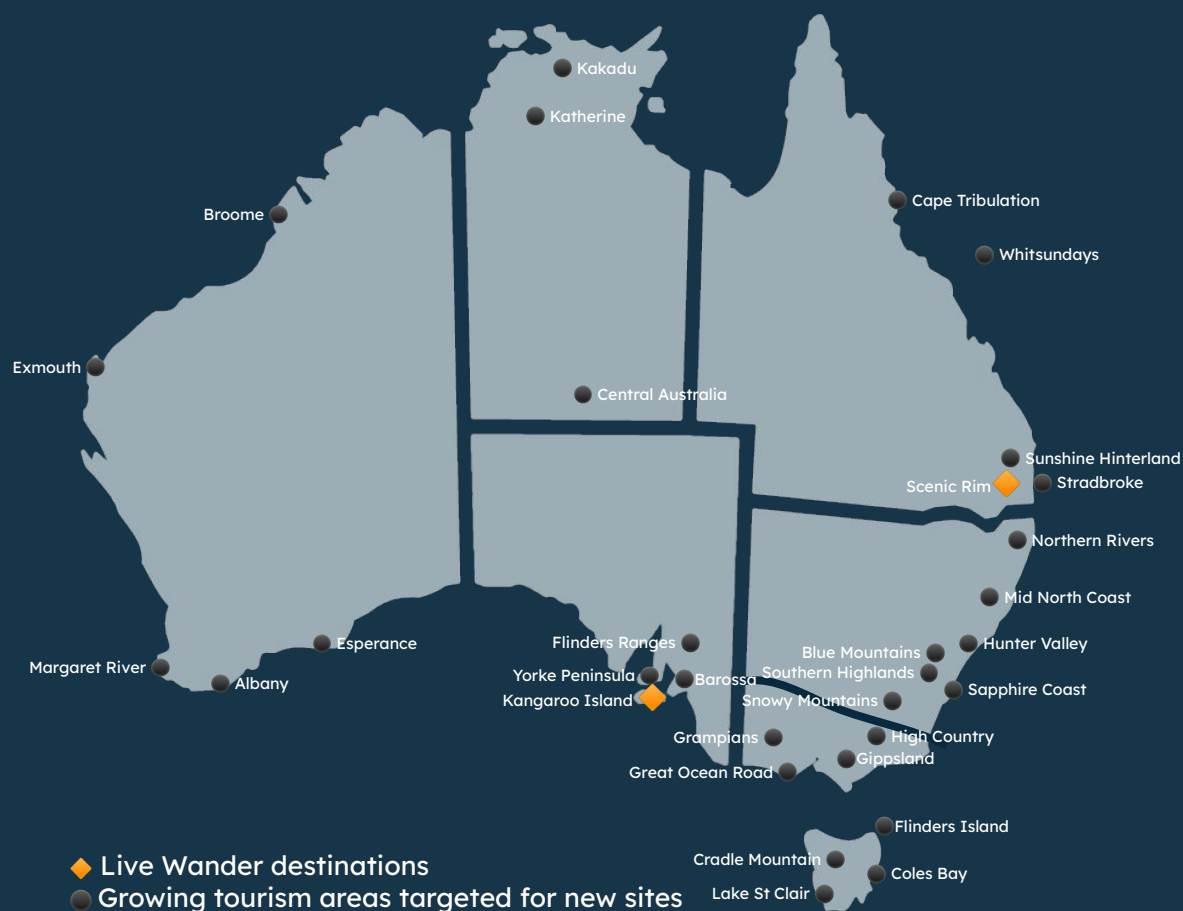 Kakadu
Katherine
Cape Tribulation
Broome
Whitsundays
Exmouth
Central Australia
Sunshine Hinterland
Scenic Rim
Stradbroke
Northern Rivers
Mid North Coast
Esperance
Flinders Ranges
Hunter Valley
Blue Mountains
Margaret River
Yorke Peninsula
Southern Highlands
Barossa
Albany
Sapphire Coast
Kangaroo Island
Snowy Mountains
Grampians
High Country
Gippsland
Great Ocean Road
Flinders Island
Cradle Mountain
Coles Bay
Lake St Clair
Live Wander destinations
Growing tourism areas targeted for new sites